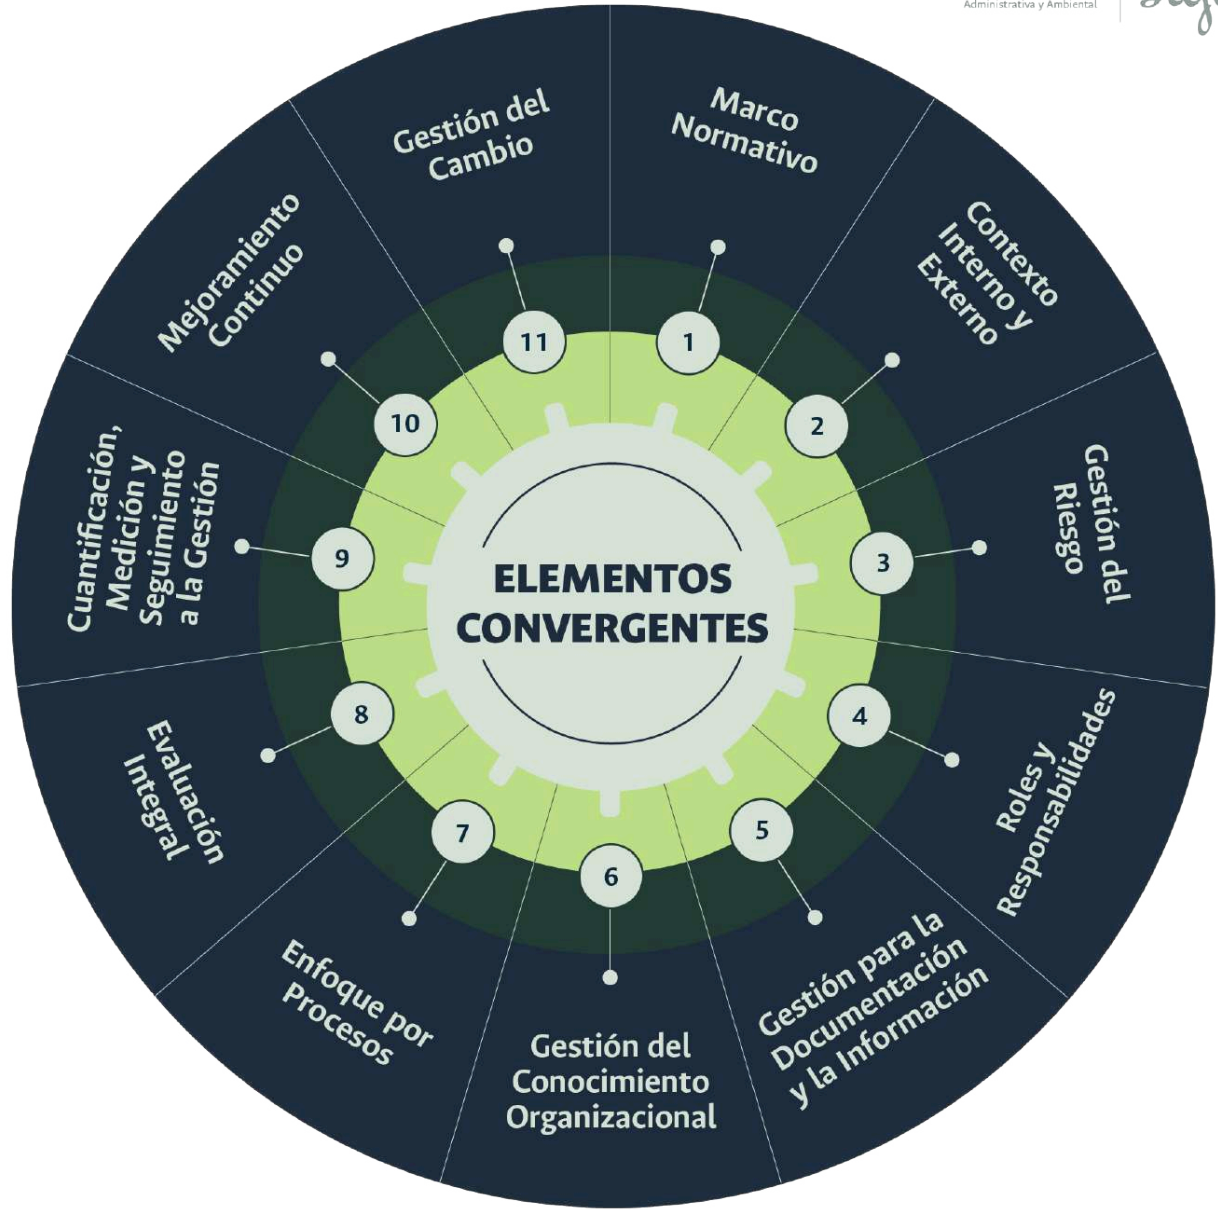 Administrativa y Ambiental
ELEMENTOS
CONVERGENTES
1
Marco
Normativo
2
Contexto
Interno y
Externo
3
Gestión del
Riesgo
4
Roles y
Responsabilidades
5
Gestión para la
Documentación
y la Información
6
Gestión del
Conocimiento
Organizacional
7
Enfoque por
Procesos
8
Evaluación
Integral
9
Cuantificación,
Medición y
Seguimiento
a la Gestión
10
Mejoramiento
Continuo
11
Gestión del
Cambio